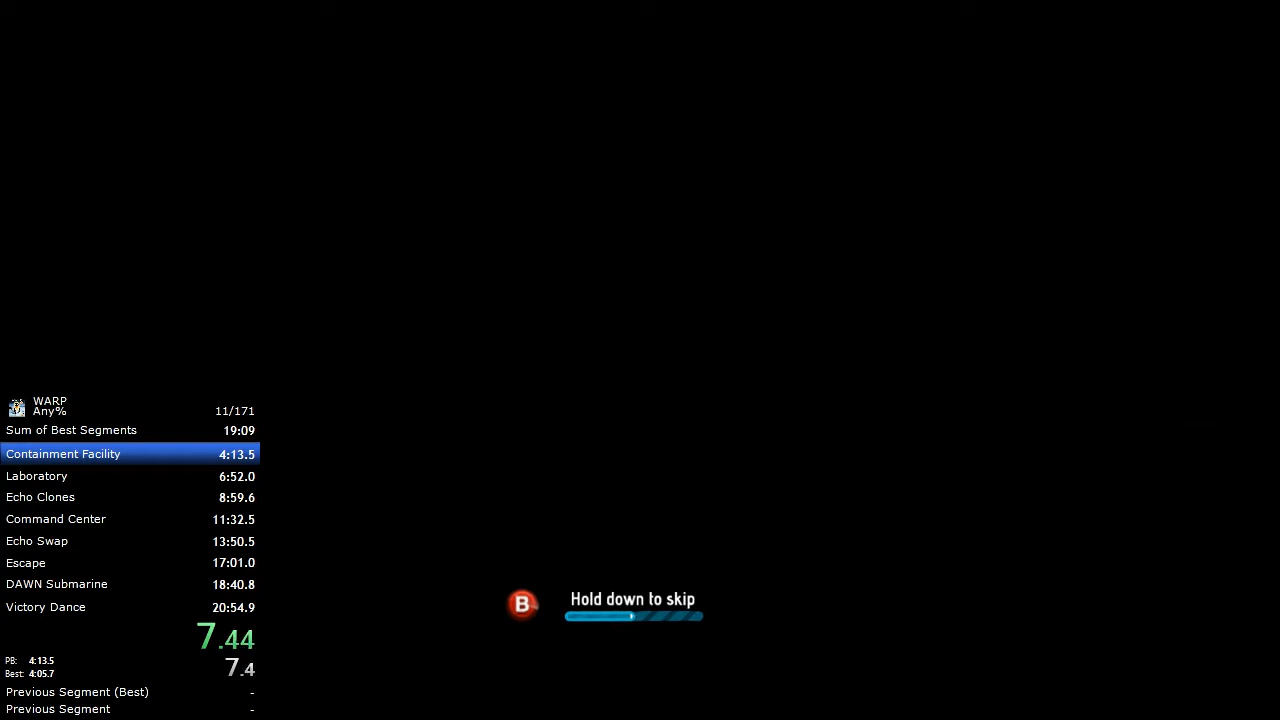 WARP
Any%
11/171
Sum of Best Segments 19:09
Containment Facility 4:13.5
Laboratory 6:52.0
Echo Clones 8:59.6
Command Center 11:32.5
Echo Swap 13:50.5
Escape 17:01.0
DAWN Submarine 18:40.8
Victory Dance 20:54.9
B Hold down to skip
7.44
PB: 4:13.5
Best: 4:05.7
7.4
Previous Segment (Best) -
Previous Segment -